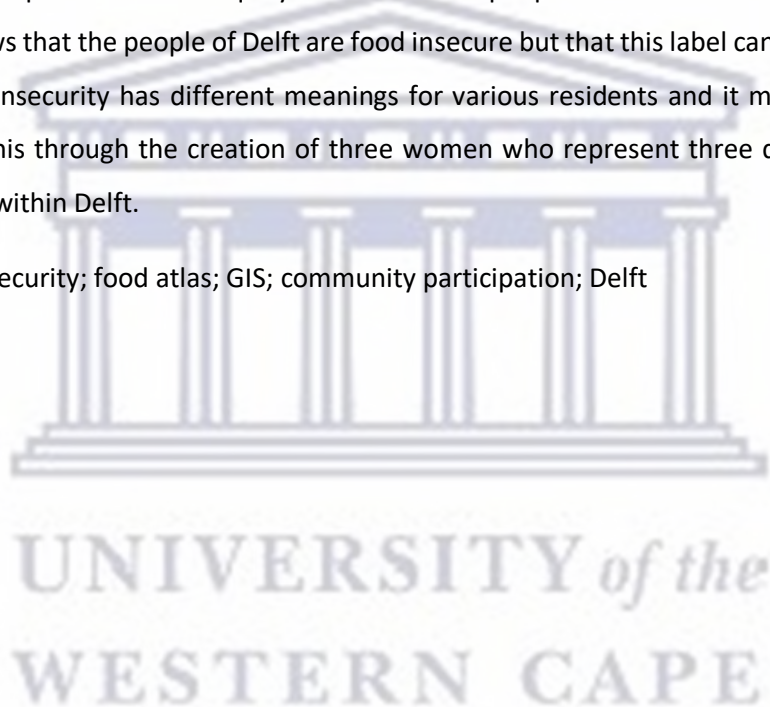 ws that the people of Delft are food insecure but that this label can
nsecurity has different meanings for various residents and it m
his through the creation of three women who represent three
within Delft.
ecurity; food atlas; GIS; community participation; Delft
UNIVERSITY of the
WESTERN CAPE